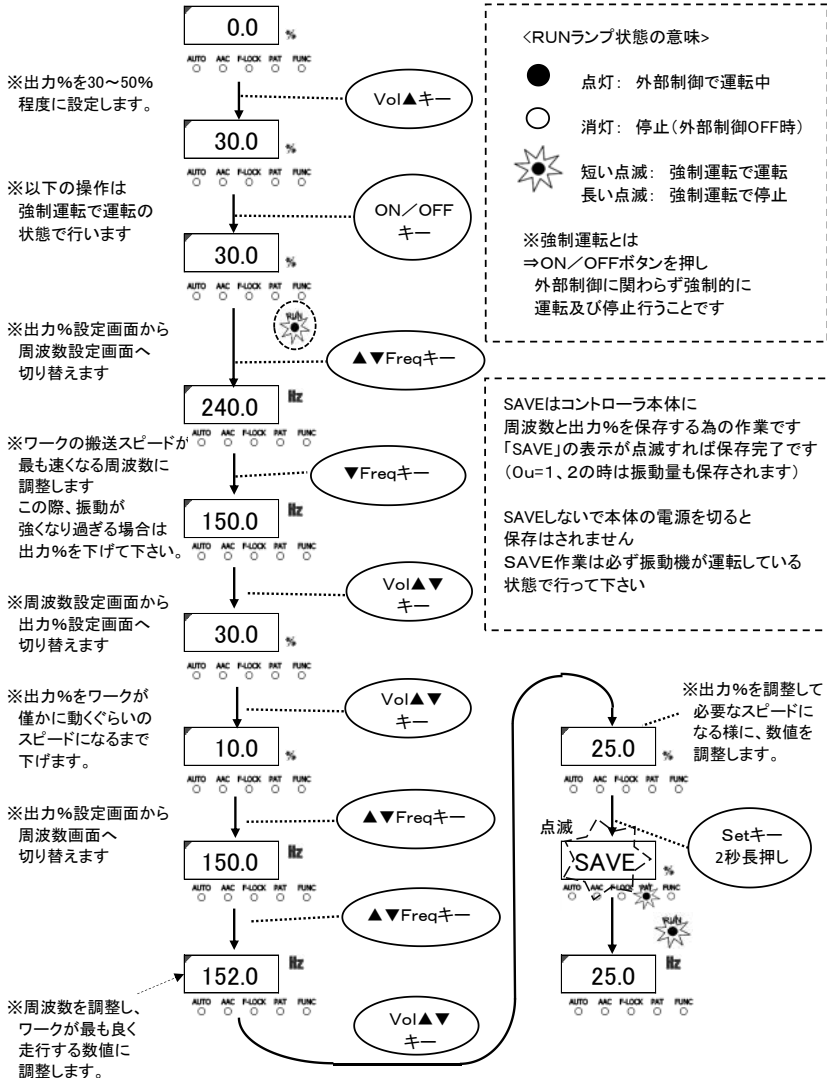 0.0 %
AUTO AAC F-LOCK PAT FUNC
※出力%を30～50%
程度に設定します。
Vol▲キー
30.0 %
AUTO AAC F-LOCK PAT FUNC
※以下の操作は
強制運転で運転の
状態で行います
ON／OFF
キー
30.0 %
AUTO AAC F-LOCK PAT FUNC
RUN
※出力%設定画面から
周波数設定画面へ
切り替えます
▲▼Freqキー
240.0 Hz
AUTO AAC F-LOCK PAT FUNC
※ワークの搬送スピードが
最も速くなる周波数に
調整します
この際、振動が
強くなり過ぎる場合は
出力%を下げて下さい。
▼Freqキー
150.0 Hz
AUTO AAC F-LOCK PAT FUNC
※周波数設定画面から
出力%設定画面へ
切り替えます
Vol▲▼
キー
30.0 %
AUTO AAC F-LOCK PAT FUNC
※出力%をワークが
僅かに動くぐらいの
スピードになるまで
下げます。
Vol▲▼
キー
10.0 %
AUTO AAC F-LOCK PAT FUNC
※出力%設定画面から
周波数画面へ
切り替えます
▲▼Freqキー
150.0 Hz
AUTO AAC F-LOCK PAT FUNC
▲▼Freqキー
152.0 Hz
AUTO AAC F-LOCK PAT FUNC
※周波数を調整し、
ワークが最も良く
走行する数値に
調整します。
Vol▲▼
キー
<RUNランプ状態の意味>
点灯： 外部制御で運転中
消灯： 停止（外部制御OFF時）
短い点滅： 強制運転で運転
長い点滅： 強制運転で停止
※強制運転とは
⇒ON／OFFボタンを押し
外部制御に関わらず強制的に
運転及び停止行うことです
SAVEはコントローラ本体に
周波数と出力%を保存する為の作業です
「SAVE」の表示が点滅すれば保存完了です
（0u=1、2の時は振動量も保存されます）
SAVEしないで本体の電源を切ると
保存はされません
SAVE作業は必ず振動機が運転している
状態で行って下さい
※出力%を調整して
必要なスピードに
なる様に、数値を
調整します。
25.0 %
AUTO AAC F-LOCK PAT FUNC
点滅
Setキー
2秒長押し
SAVE %
AUTO AAC F-LOCK PAT FUNC
RUN
25.0 Hz
AUTO AAC F-LOCK PAT FUNC